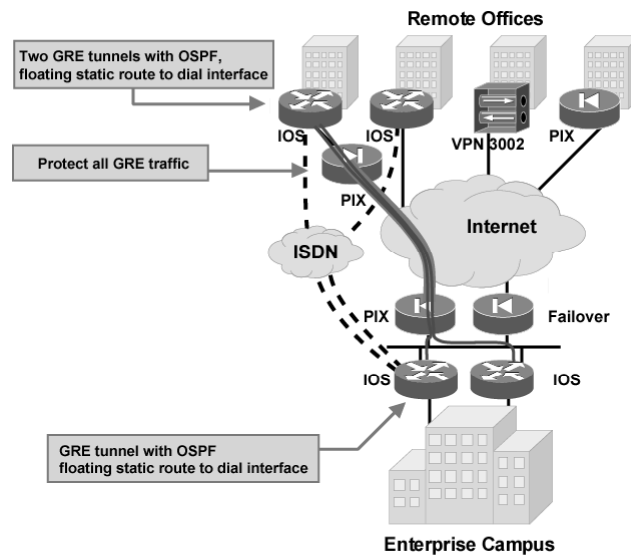 Remote Offices
Two GRE tunnels with OSPF,
floating static route to dial interface
IOS
IOS
VPN 3002
PIX
Protect all GRE traffic
PIX
Internet
ISDN
PIX
Failover
IOS
IOS
GRE tunnel with OSPF
floating static route to dial interface
Enterprise Campus